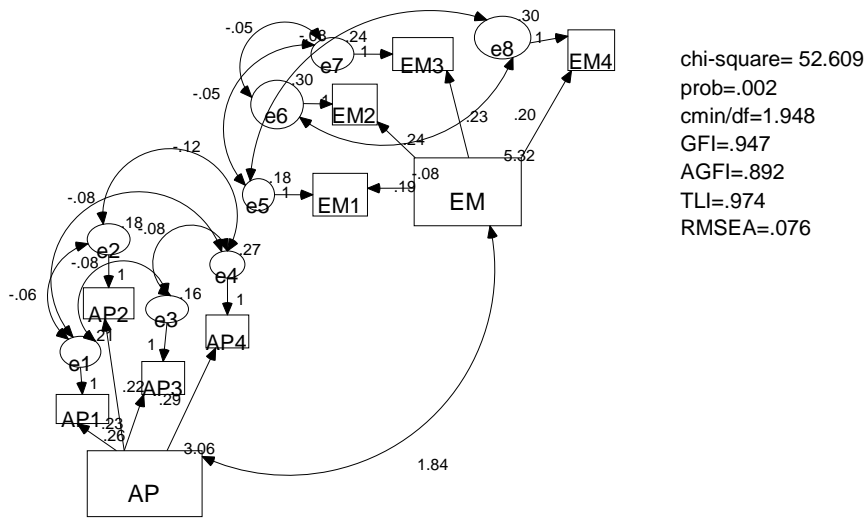 -.05
-.08
.24
e7
1
EM3
.30
e8
1
EM4
chi-square= 52.609
prob=.002
cmin/df=1.948
GFI=.947
AGFI=.892
TLI=.974
RMSEA=.076
-.05
.30
e6
1
EM2
.24
.23
.20
5.32
-.12
.18
e5
1
EM1
.19
-.08
EM
-.08
.18
e2
-.08
.27
e4
-.08
1
-.06
.16
e3
1
AP2
.21
e1
1
AP4
1
AP3
.22
.29
AP1
.23
.26
3.06
1.84
AP